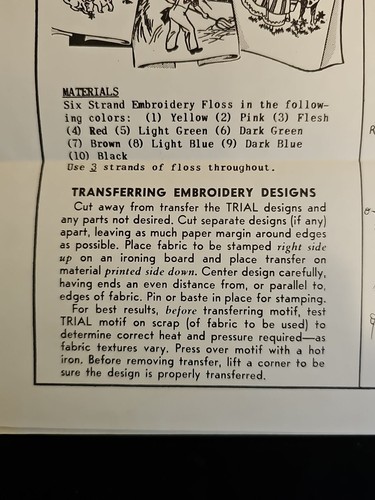 MATERIALS
Six Strand Embroidery Floss in the follow-
ing colors: (1) Yellow (2) Pink (3) Flesh
(4) Red (5) Light Green (6) Dark Green
(7) Brown (8) Light Blue (9) Dark Blue
(10) Black
Use 3 strands of floss throughout.
TRANSFERRING EMBROIDERY DESIGNS
Cut away from transfer the TRIAL designs and
any parts not desired. Cut separate designs (if any)
apart, leaving as much paper margin around edges
as possible. Place fabric to be stamped right side
up on an ironing board and place transfer on
material printed side down. Center design carefully,
having ends an even distance from, or parallel to,
edges of fabric. Pin or baste in place for stamping.
For best results, before transferring motif, test
TRIAL motif on scrap (of fabric to be used) to
determine correct heat and pressure required—as
fabric textures vary. Press over motif with a hot
iron. Before removing transfer, lift a corner to be
sure the design is properly transferred.